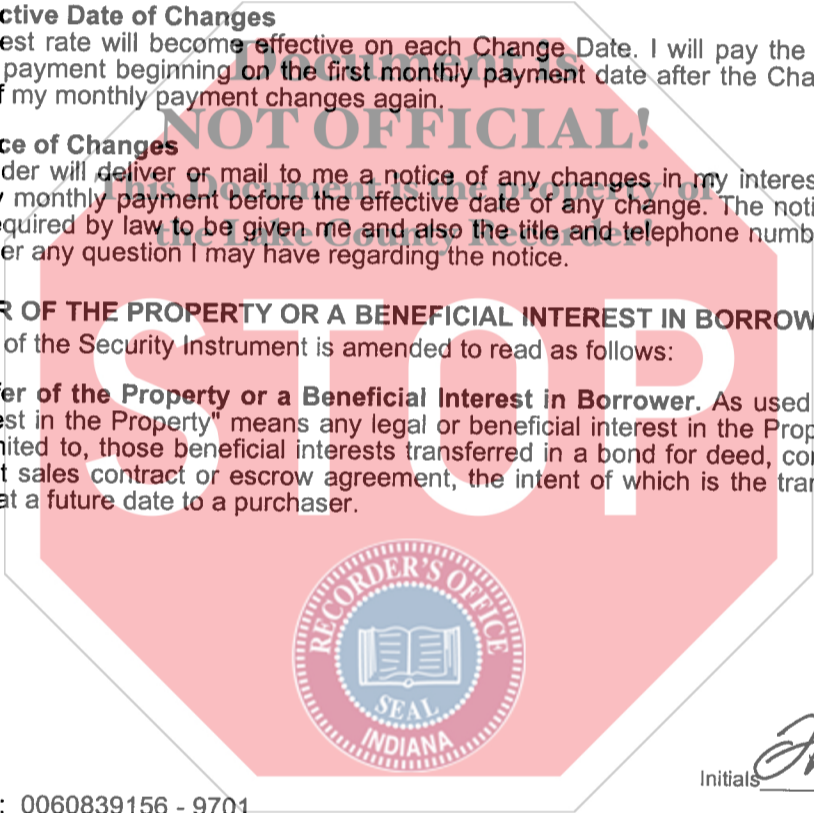 ctive Date of Changes
est rate will become effective on each Change Date. I will pay the
payment beginning on the first monthly payment date after the Cha
f my monthly payment changes again.
ce of Changes
der will deliver or mail to me a notice of any changes in my interes
y monthly payment before the effective date of any change. The noti
quired by law to be given me and also the title and telephone numb
er any question I may have regarding the notice.
R OF THE PROPERTY OR A BENEFICIAL INTEREST IN BORROW
of the Security Instrument is amended to read as follows:
er of the Property or a Beneficial Interest in Borrower. As used
est in the Property" means any legal or beneficial interest in the Prop
nited to, those beneficial interests transferred in a bond for deed, con
t sales contract or escrow agreement, the intent of which is the tran
at a future date to a purchaser.
Document is
NOT OFFICIAL!
This Document is the property of
the Lake County Recorder!
STOP
RECORDER'S OFFICE
SEAL
INDIANA
Initials
: 0060839156 - 9701